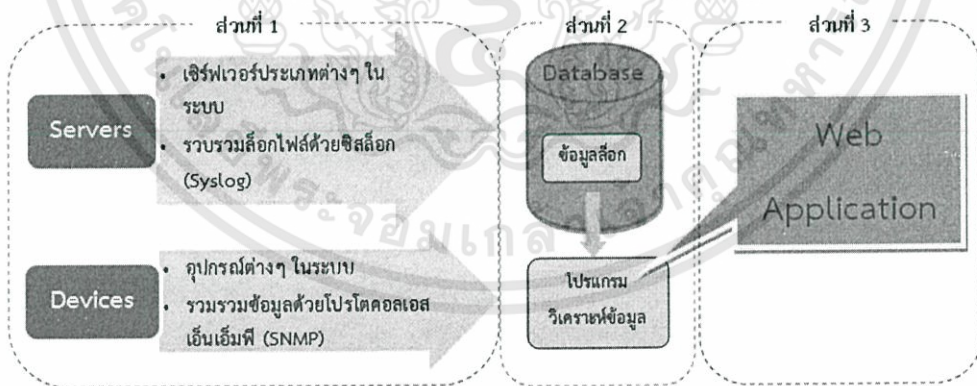 ส่วนที่ 1
Servers
• เซิร์ฟเวอร์ประเภทต่างๆ ใน
ระบบ
• รวบรวมล็อกไฟล์ด้วยซิสล็อก
(Syslog)
Devices
• อุปกรณ์ต่างๆ ในระบบ
• รวมรวมข้อมูลด้วยโปรโตคอลเอส
เอ็นเอ็มพี (SNMP)
ส่วนที่ 2
Database
ข้อมูลล็อก
โปรแกรม
วิเคราะห์ข้อมูล
ส่วนที่ 3
Web
Application